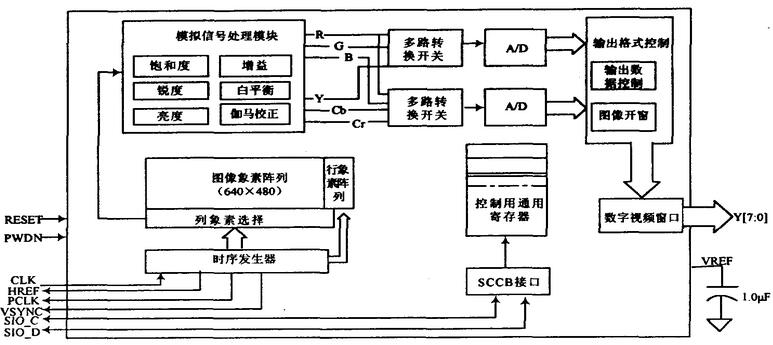 模拟信号处理模块
饱和度
增益
锐度
白平衡
亮度
伽马校正
R
G
B
Y
Cb
Cr
多路转
换开关
A/D
多路转
换开关
A/D
输出格式控制
输出数
据控制
图像开窗
图像象素阵列
(640×480)
行象
素阵
列
列象素选择
时序发生器
控制用通用
寄存器
SCCB接口
数字视频窗口
Y[7:0]
RESET
PWDN
CLK
HREF
PCLK
VSYNC
SIO_C
SIO_D
VREF
1.0μF